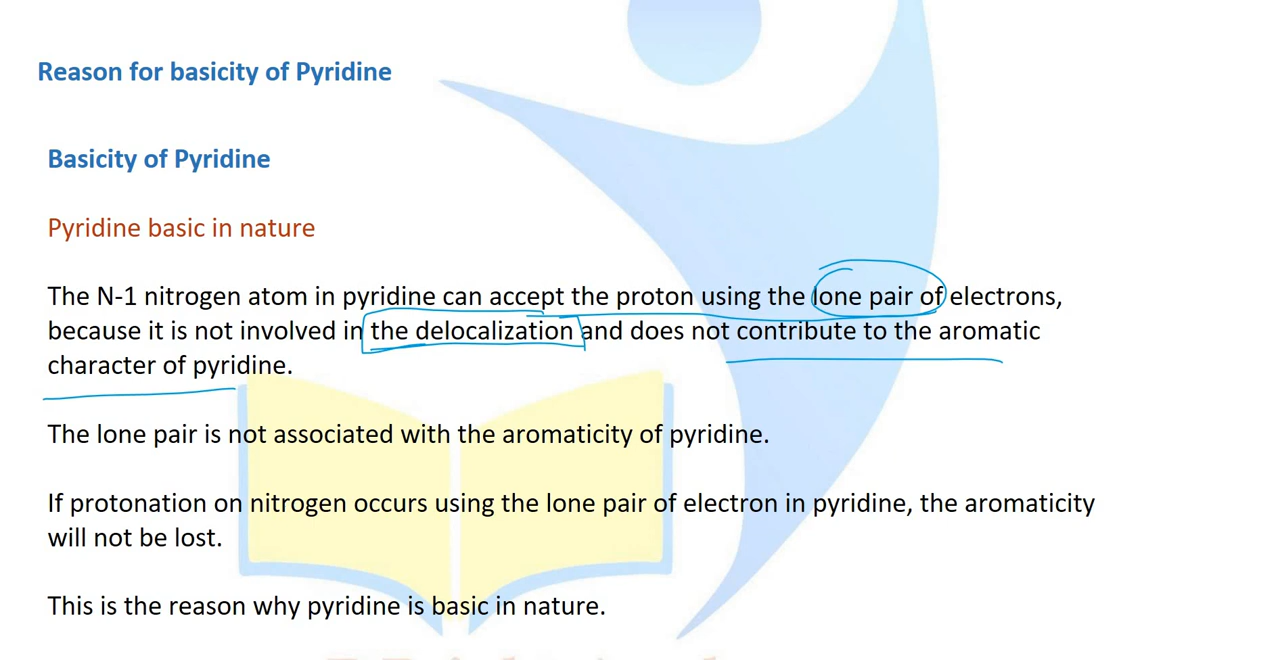 Reason for basicity of Pyridine
Basicity of Pyridine
Pyridine basic in nature
The N-1 nitrogen atom in pyridine can accept the proton using the lone pair of electrons,
because it is not involved in the delocalization and does not contribute to the aromatic
character of pyridine.
The lone pair is not associated with the aromaticity of pyridine.
If protonation on nitrogen occurs using the lone pair of electron in pyridine, the aromaticity
will not be lost.
This is the reason why pyridine is basic in nature.